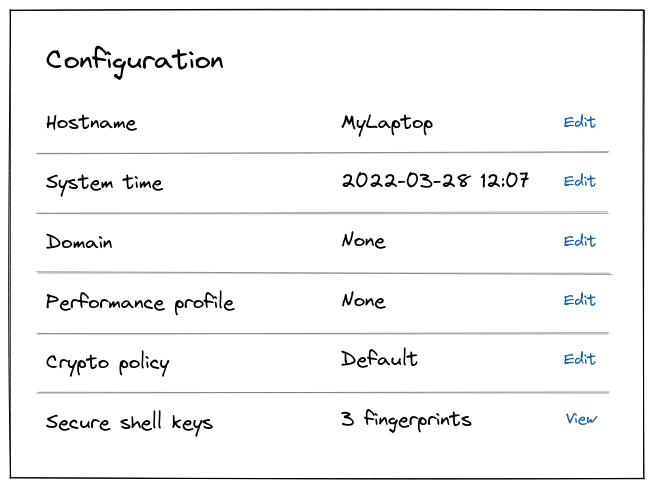 Configuration
Hostname MyLaptop Edit
System time 2022-03-28 12:07 Edit
Domain None Edit
Performance profile None Edit
Crypto policy Default Edit
Secure shell keys 3 fingerprints View